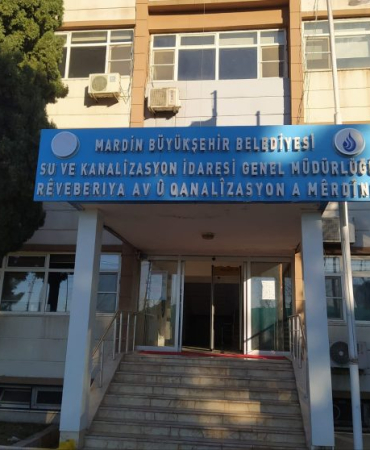 MARDİN BÜYÜKŞEHİR BELEDİYESİ
SU VE KANALİZASYON İDARESİ GENEL MÜDÜRLÜĞÜ
RÊVEBERIYA AV Û QANALÎZASYON A MÊRDÎNÊ